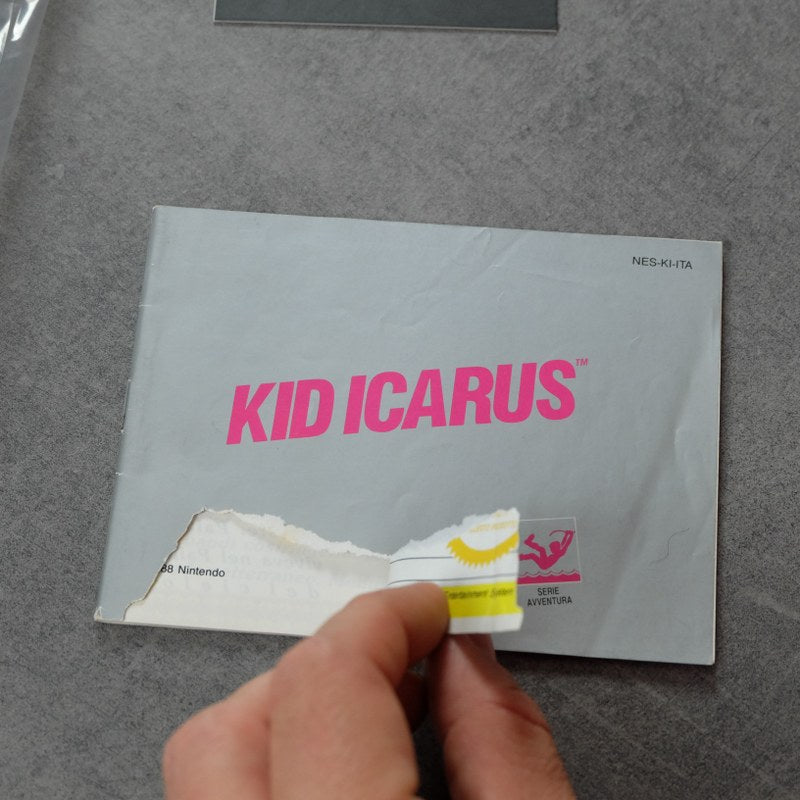 NES-KI-ITA
KID ICARUS™
88 Nintendo
Entertainment System
SERIE
AVVENTURA